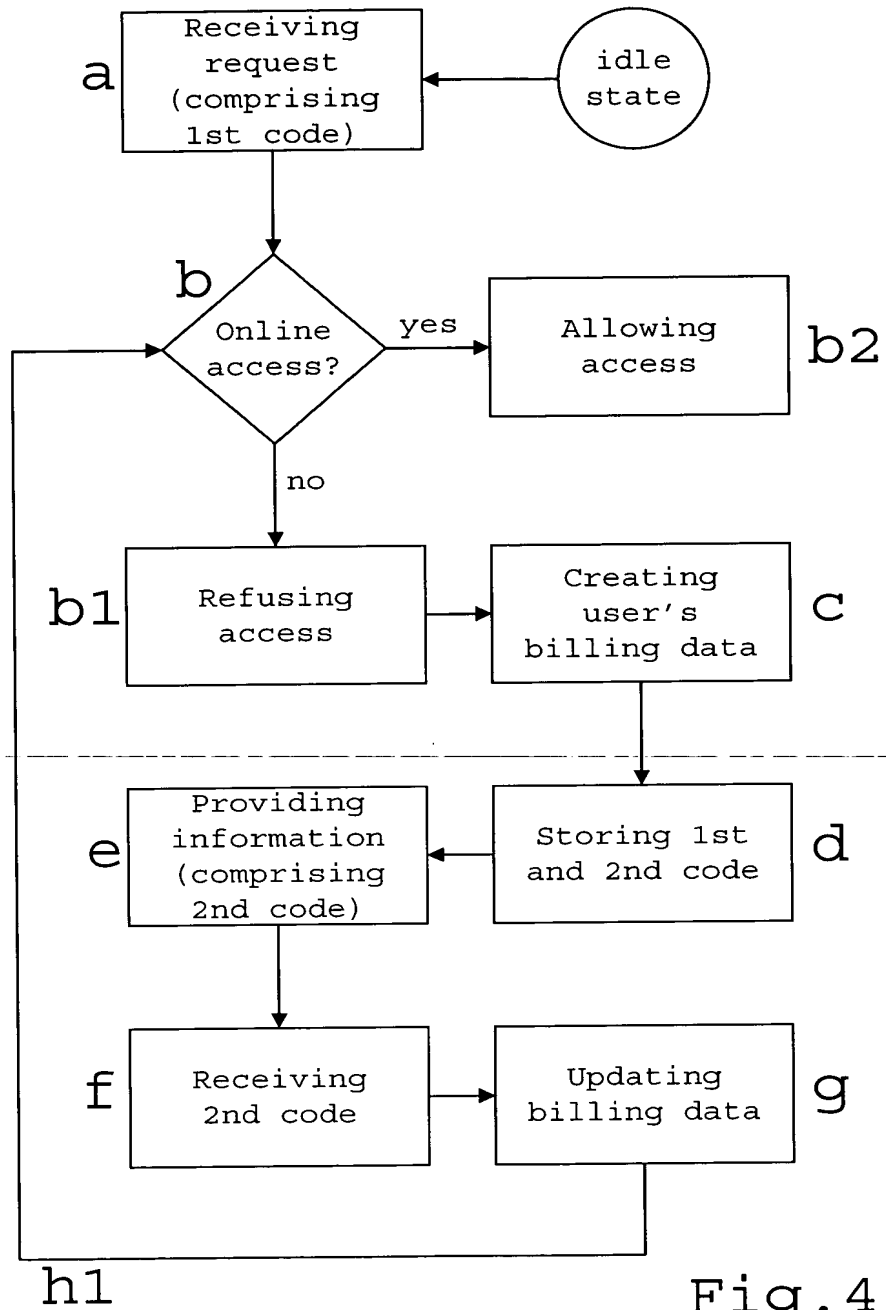 a
Receiving
request
(comprising
1st code)
idle
state
b
Online
access?
yes
Allowing
access
b2
no
b1
Refusing
access
Creating
user's
billing data
c
e
Providing
information
(comprising
2nd code)
Storing 1st
and 2nd code
d
f
Receiving
2nd code
Updating
billing data
g
h1
Fig.4